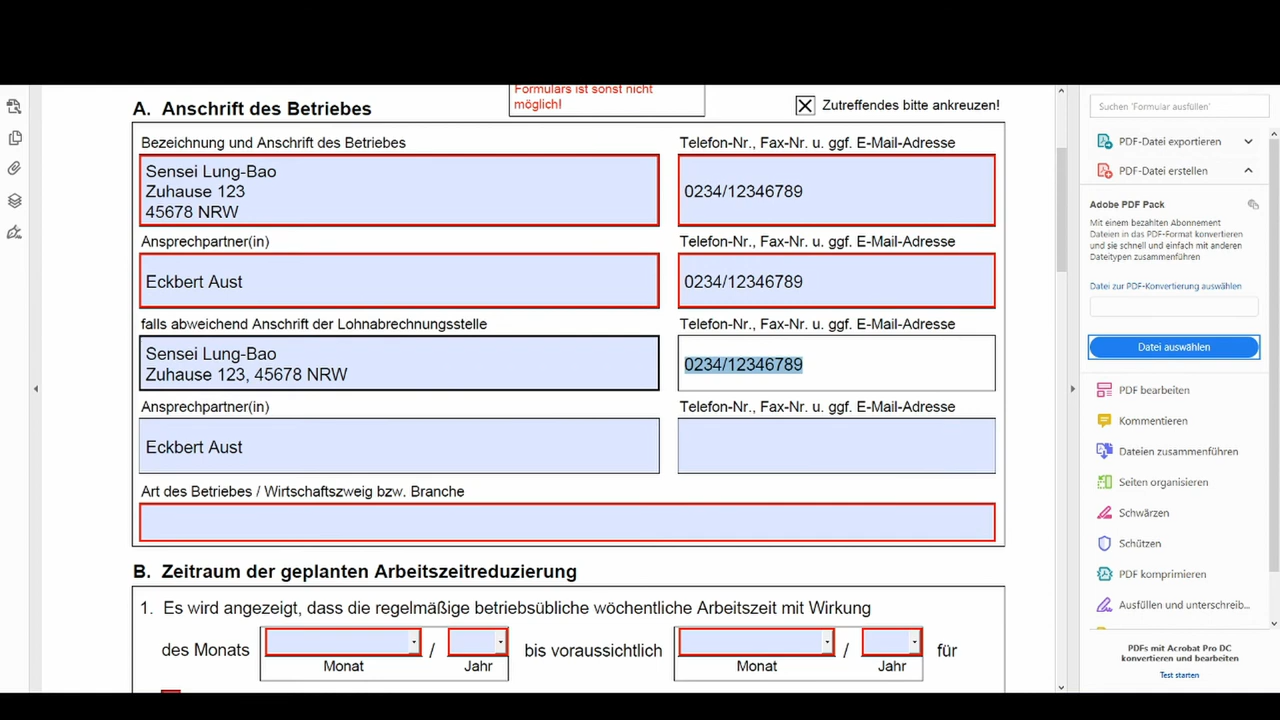 Formulars ist sonst nicht
möglich!
A. Anschrift des Betriebes
Zutreffendes bitte ankreuzen!
Bezeichnung und Anschrift des Betriebes
Telefon-Nr., Fax-Nr. u. ggf. E-Mail-Adresse
Sensei Lung-Bao
Zuhause 123
45678 NRW
0234/12346789
Ansprechpartner(in)
Telefon-Nr., Fax-Nr. u. ggf. E-Mail-Adresse
Eckbert Aust
0234/12346789
falls abweichend Anschrift der Lohnabrechnungsstelle
Telefon-Nr., Fax-Nr. u. ggf. E-Mail-Adresse
Sensei Lung-Bao
Zuhause 123, 45678 NRW
0234/12346789
Ansprechpartner(in)
Telefon-Nr., Fax-Nr. u. ggf. E-Mail-Adresse
Eckbert Aust
Art des Betriebes / Wirtschaftszweig bzw. Branche
B. Zeitraum der geplanten Arbeitszeitreduzierung
1. Es wird angezeigt, dass die regelmäßige betriebsübliche wöchentliche Arbeitszeit mit Wirkung
des Monats / bis voraussichtlich / für
Monat Jahr Monat Jahr
Suchen 'Formular ausfüllen'
PDF-Datei exportieren
PDF-Datei erstellen
Adobe PDF Pack
Mit einem bezahlten Abonnement
Dateien in das PDF-Format konvertieren
und sie schnell und einfach mit anderen
Dateitypen zusammenführen
Datei zur PDF-Konvertierung auswählen
Datei auswählen
PDF bearbeiten
Kommentieren
Dateien zusammenführen
Seiten organisieren
Schwärzen
Schützen
PDF komprimieren
Ausfüllen und unterschreib...
PDFs mit Acrobat Pro DC
konvertieren und bearbeiten
Test starten